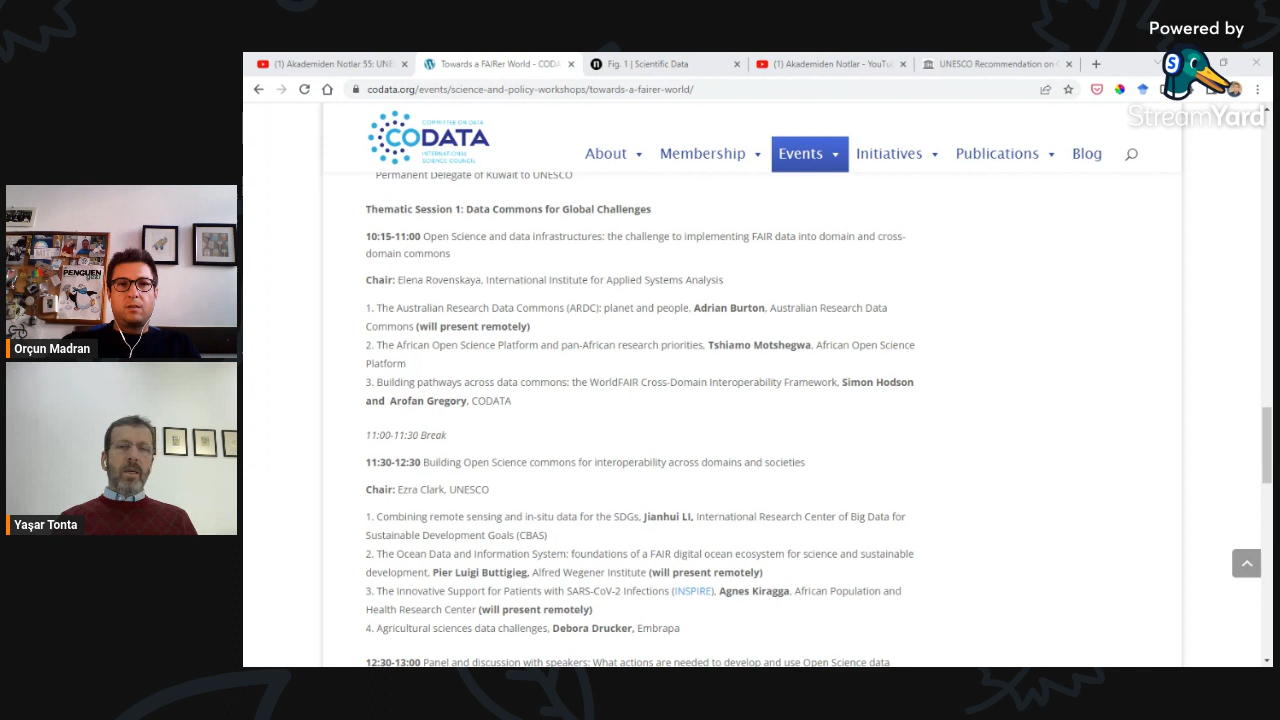 Powered by
StreamYard
(1) Akademiden Notlar 55: UNE
Towards a FAIRer World - CODA
Fig. 1 | Scientific Data
(1) Akademiden Notlar - YouTu
UNESCO Recommendation on
codata.org/events/science-and-policy-workshops/towards-a-fairer-world/
COMMITTEE ON DATA
CODATA
INTERNATIONAL
SCIENCE COUNCIL
About
Membership
Events
Initiatives
Publications
Blog
Permanent Delegate of Kuwait to UNESCO
Thematic Session 1: Data Commons for Global Challenges
10:15-11:00 Open Science and data infrastructures: the challenge to implementing FAIR data into domain and cross-
domain commons
Chair: Elena Rovenskaya, International Institute for Applied Systems Analysis
1. The Australian Research Data Commons (ARDC): planet and people, Adrian Burton, Australian Research Data
Commons (will present remotely)
2. The African Open Science Platform and pan-African research priorities, Tshiamo Motshegwa, African Open Science
Platform
3. Building pathways across data commons: the WorldFAIR Cross-Domain Interoperability Framework, Simon Hodson
and Arofan Gregory, CODATA
11:00-11:30 Break
11:30-12:30 Building Open Science commons for interoperability across domains and societies
Chair: Ezra Clark, UNESCO
1. Combining remote sensing and in-situ data for the SDGs, Jianhui LI, International Research Center of Big Data for
Sustainable Development Goals (CBAS)
2. The Ocean Data and Information System: foundations of a FAIR digital ocean ecosystem for science and sustainable
development, Pier Luigi Buttigieg, Alfred Wegener Institute (will present remotely)
3. The Innovative Support for Patients with SARS-CoV-2 Infections (INSPIRE), Agnes Kiragga, African Population and
Health Research Center (will present remotely)
4. Agricultural sciences data challenges, Debora Drucker, Embrapa
12:30-13:00 Panel and discussion with speakers: What actions are needed to develop and use Open Science data
PENGUEN
Orçun Madran
Yaşar Tonta